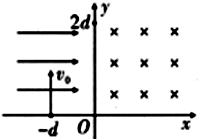 y
2d
× × ×
v₀ × × ×
× × ×
-d O x